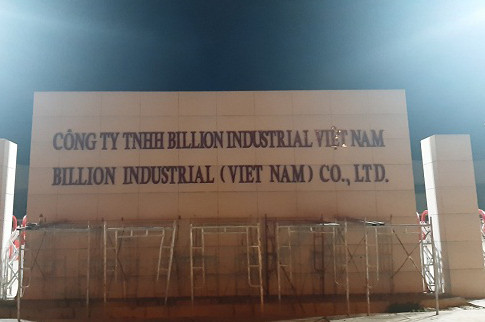 CÔNG TY TNHH BILLION INDUSTRIAL VIỆT NAM
BILLION INDUSTRIAL (VIET NAM) CO., LTD.